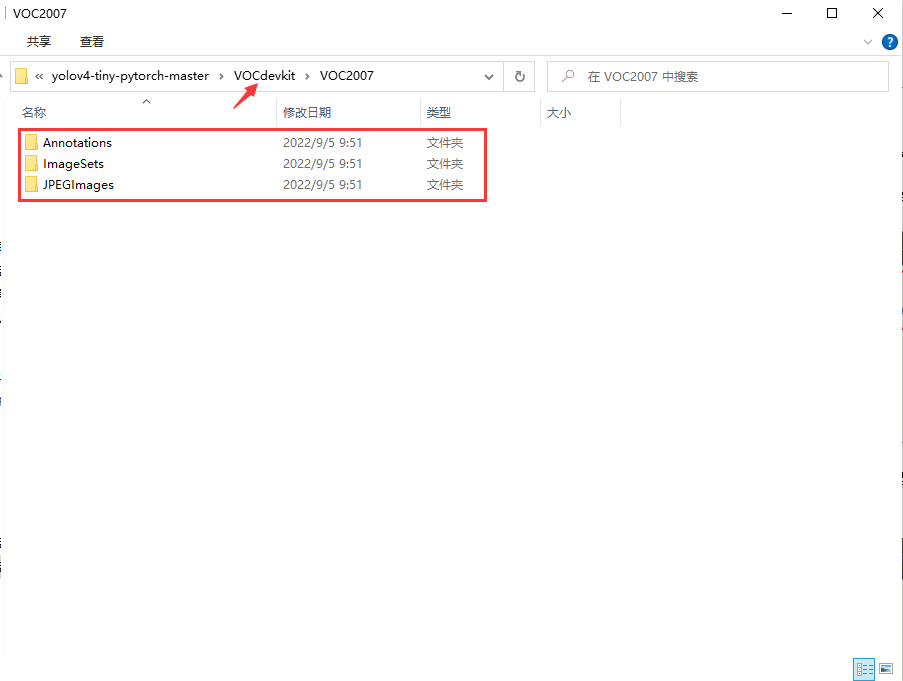 VOC2007
共享 查看
« yolov4-tiny-pytorch-master › VOCdevkit › VOC2007 在 VOC2007 中搜索
名称 修改日期 类型 大小
Annotations 2022/9/5 9:51 文件夹
ImageSets 2022/9/5 9:51 文件夹
JPEGImages 2022/9/5 9:51 文件夹